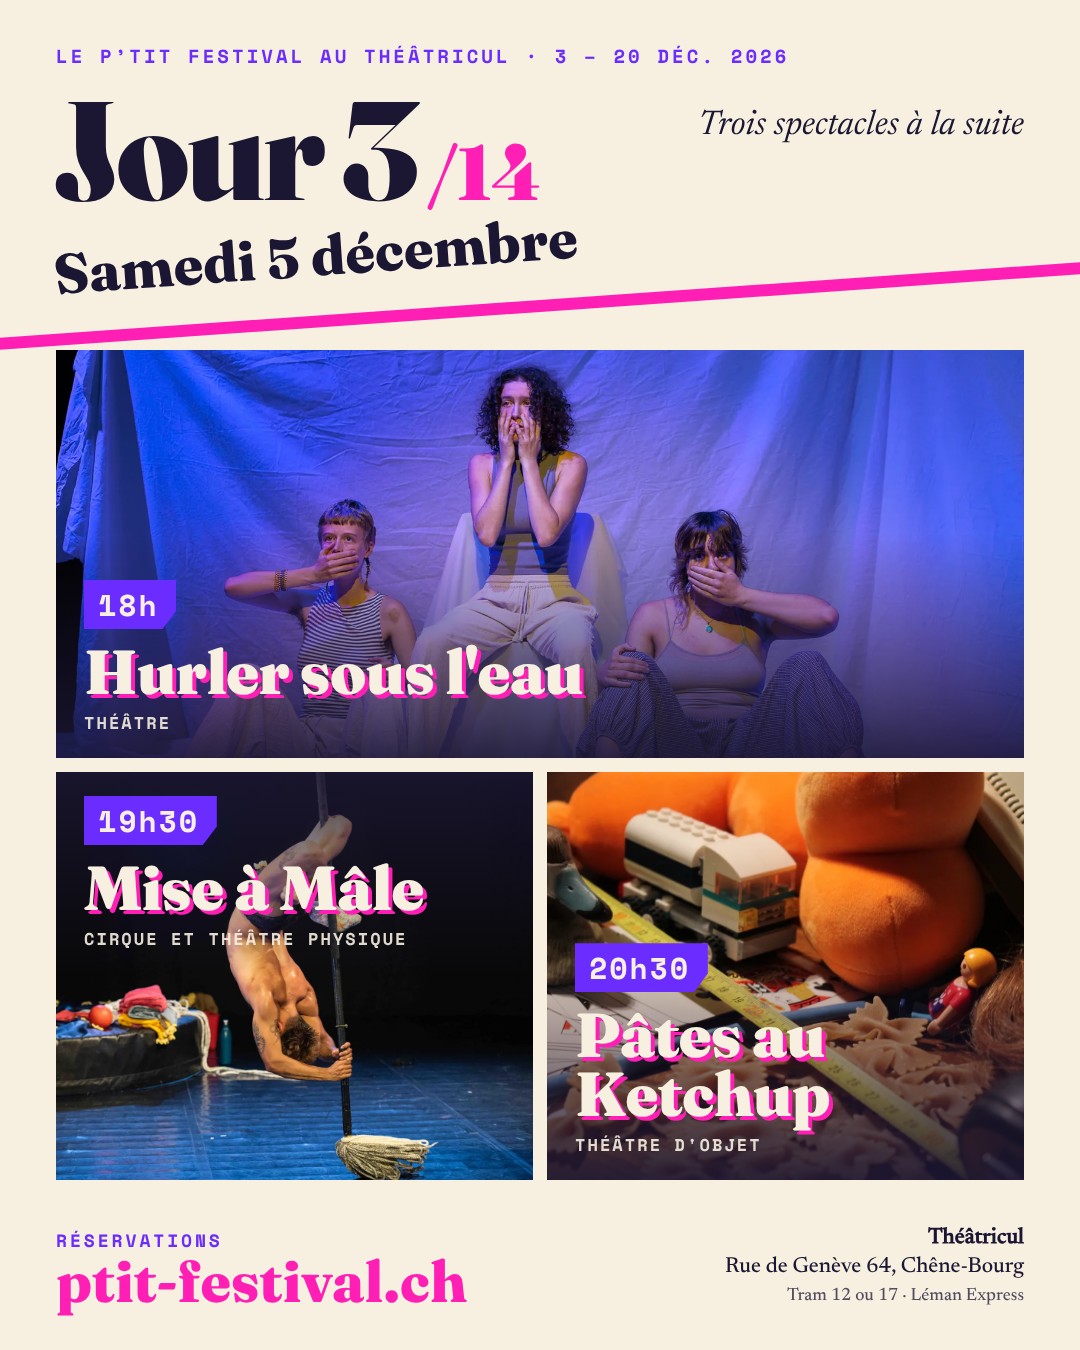 LE P'TIT FESTIVAL AU THÉÂTRICUL · 3 – 20 DÉC. 2026
Jour 3/14
Trois spectacles à la suite
Samedi 5 décembre
18h
Hurler sous l'eau
THÉÂTRE
19h30
Mise à Mâle
CIRQUE ET THÉÂTRE PHYSIQUE
20h30
Pâtes au
Ketchup
THÉÂTRE D'OBJET
RÉSERVATIONS
ptit-festival.ch
Théâtricul
Rue de Genève 64, Chêne-Bourg
Tram 12 ou 17 · Léman Express